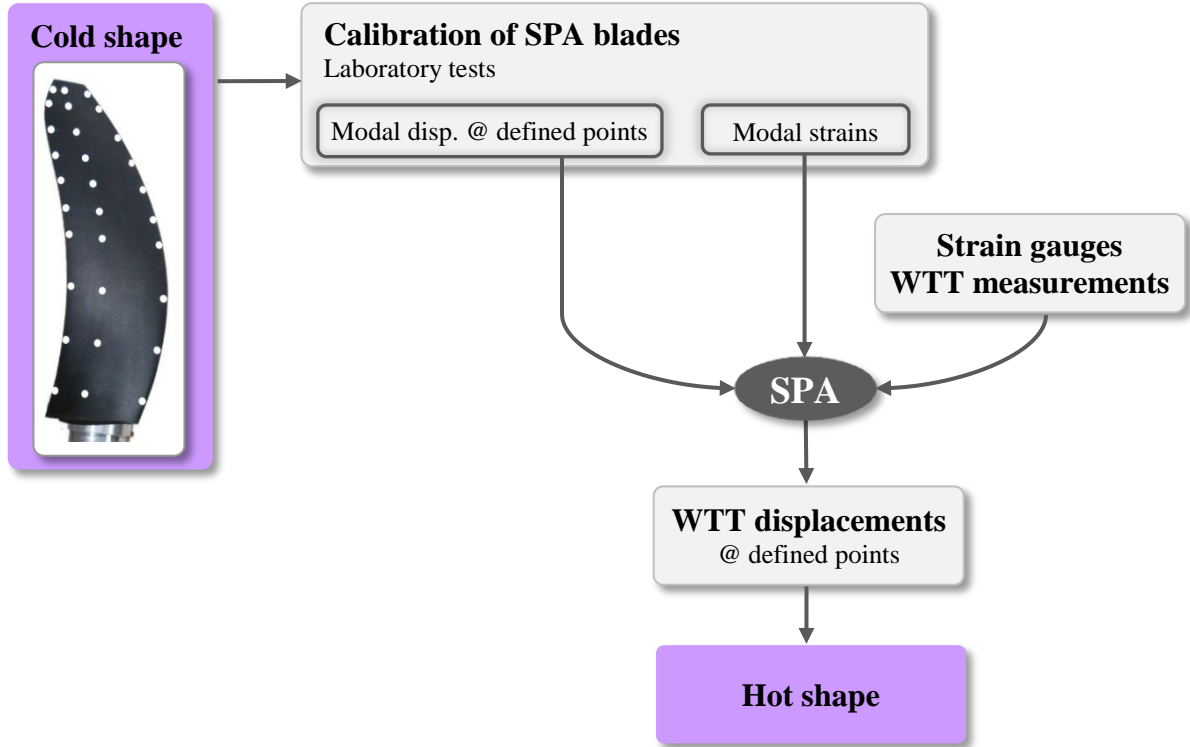 Cold shape
Calibration of SPA blades
Laboratory tests
Modal disp. @ defined points
Modal strains
Strain gauges
WTT measurements
SPA
WTT displacements
@ defined points
Hot shape